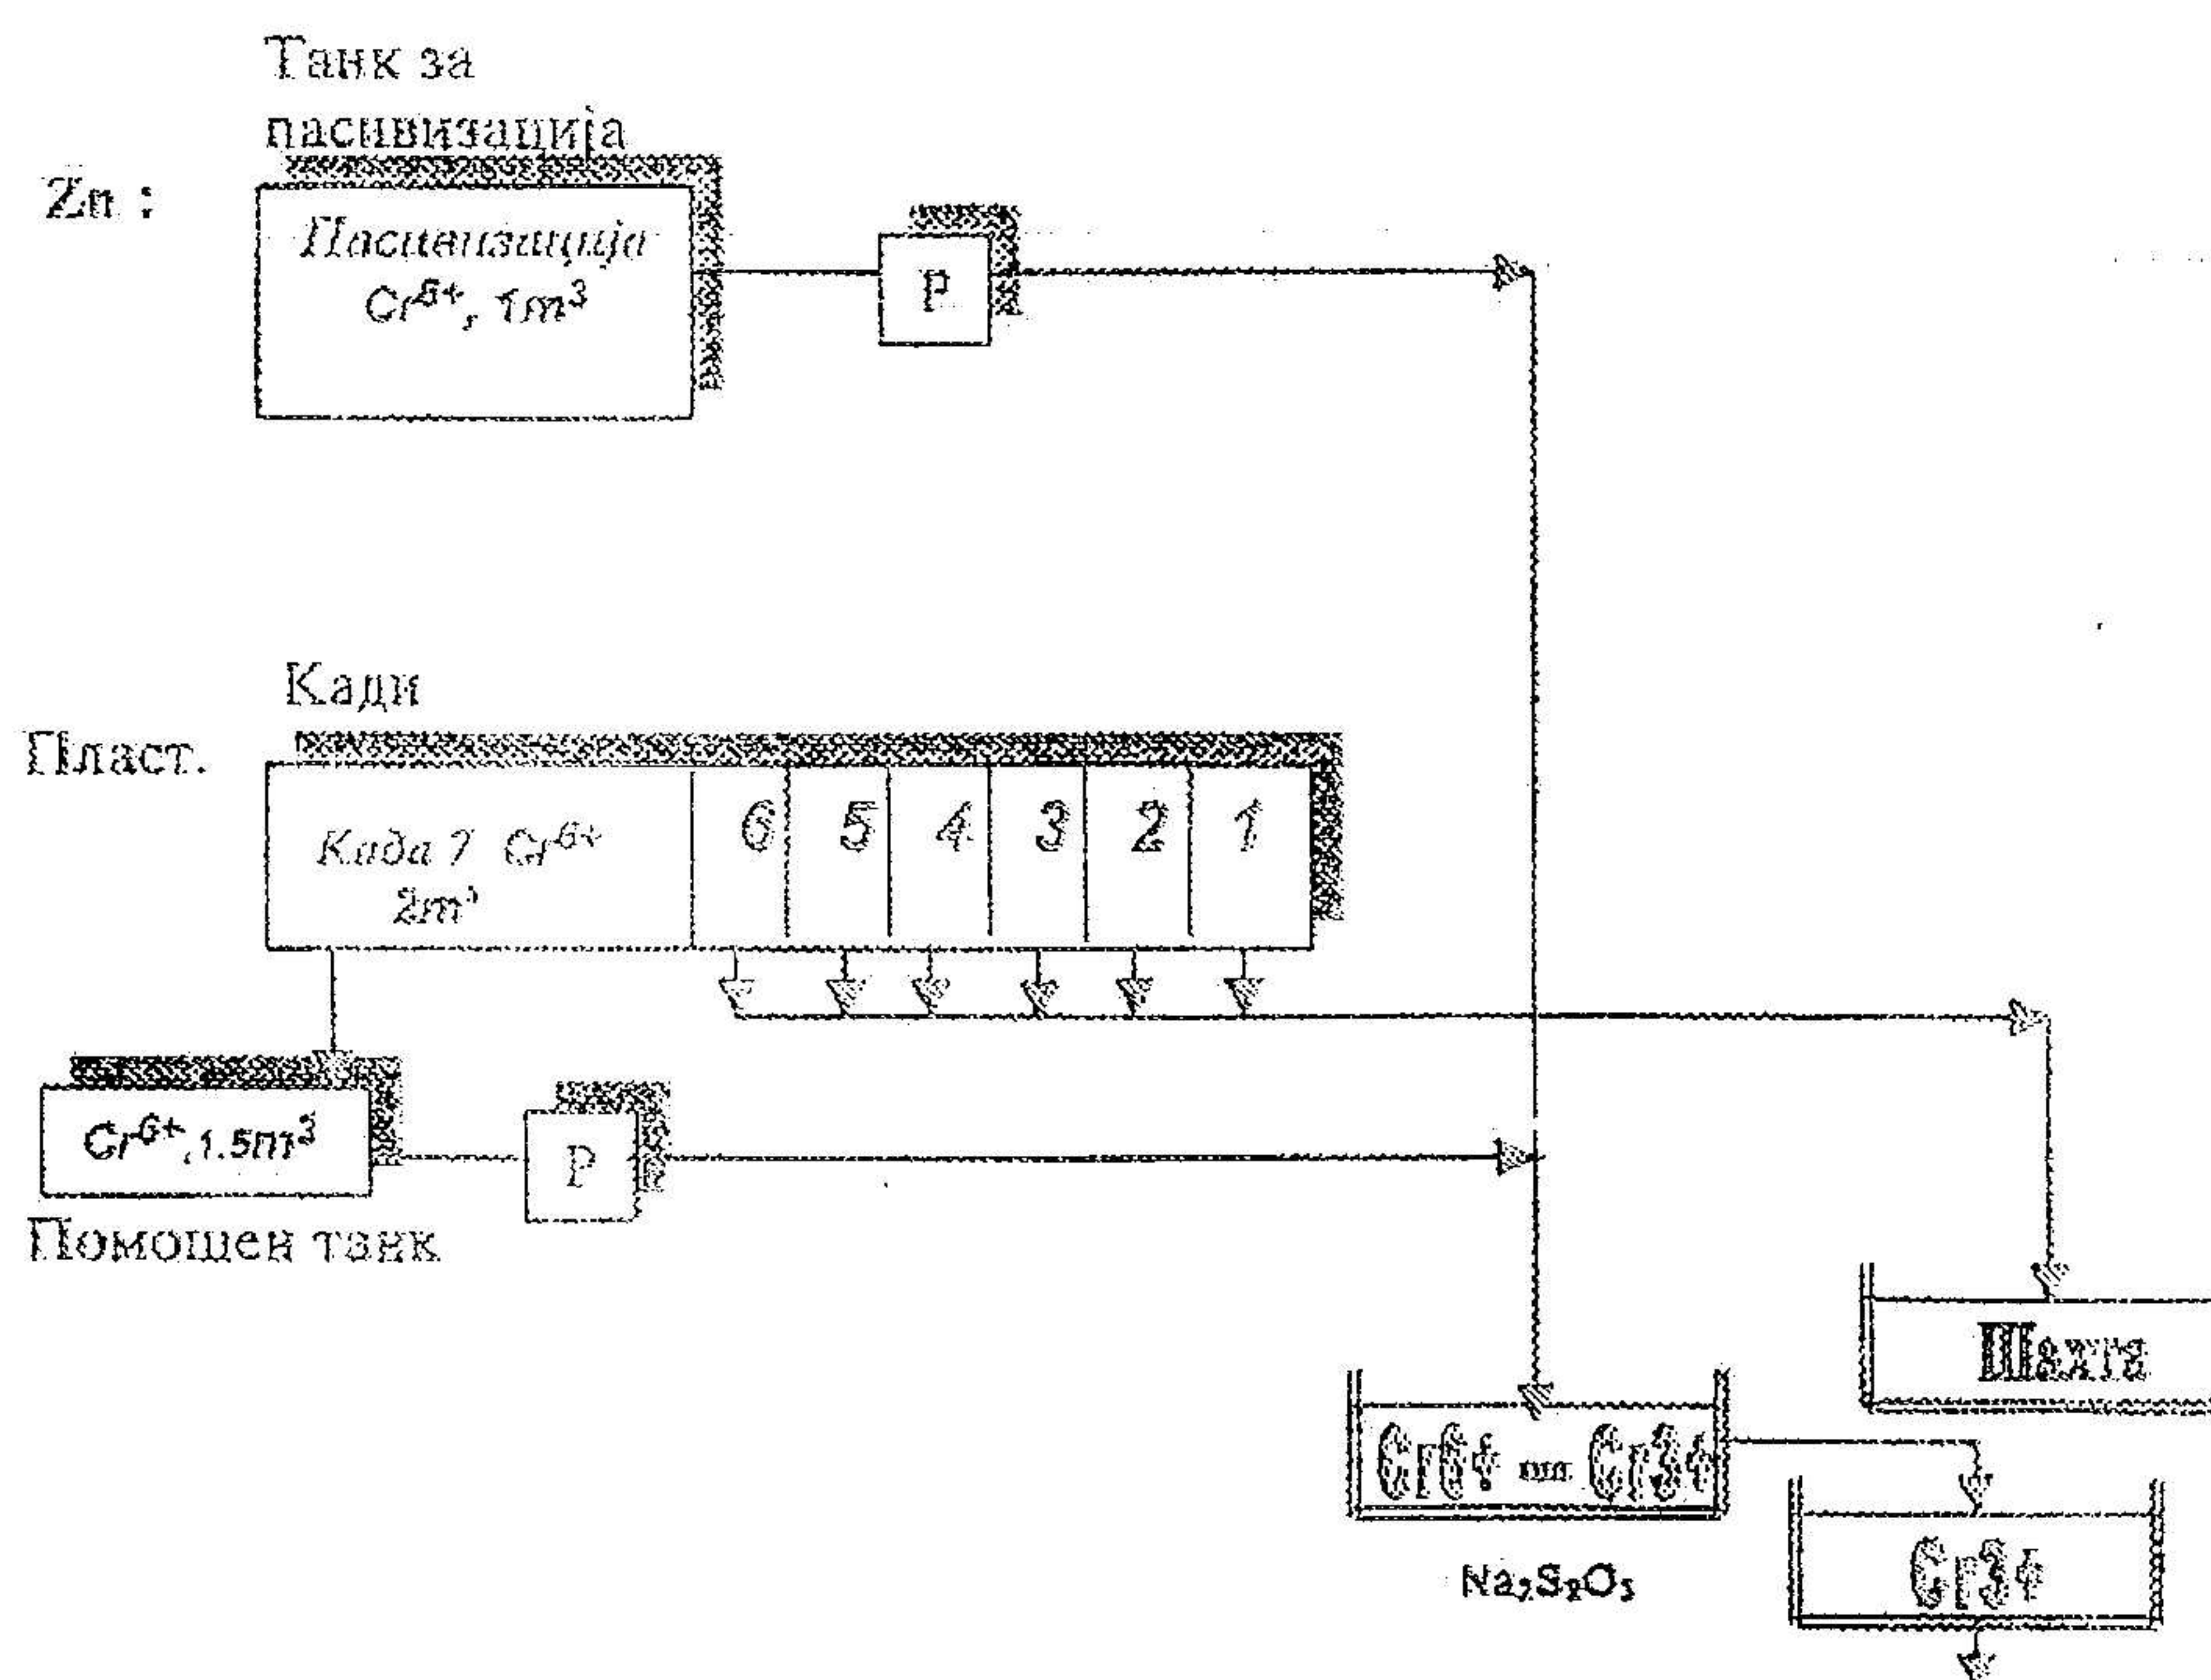 Танк за
пасивизација
Zn :
Пасивизација
Cr⁶⁺, 1m³
P
Кади
Пласт.
Када 7 Cr⁶⁺
2m³
6 5 4 3 2 1
Cr⁶⁺,1.5m³
P
Помошен танк
Шахта
Cr6+ Cr3+
Na₂S₂O₅
Cr3+